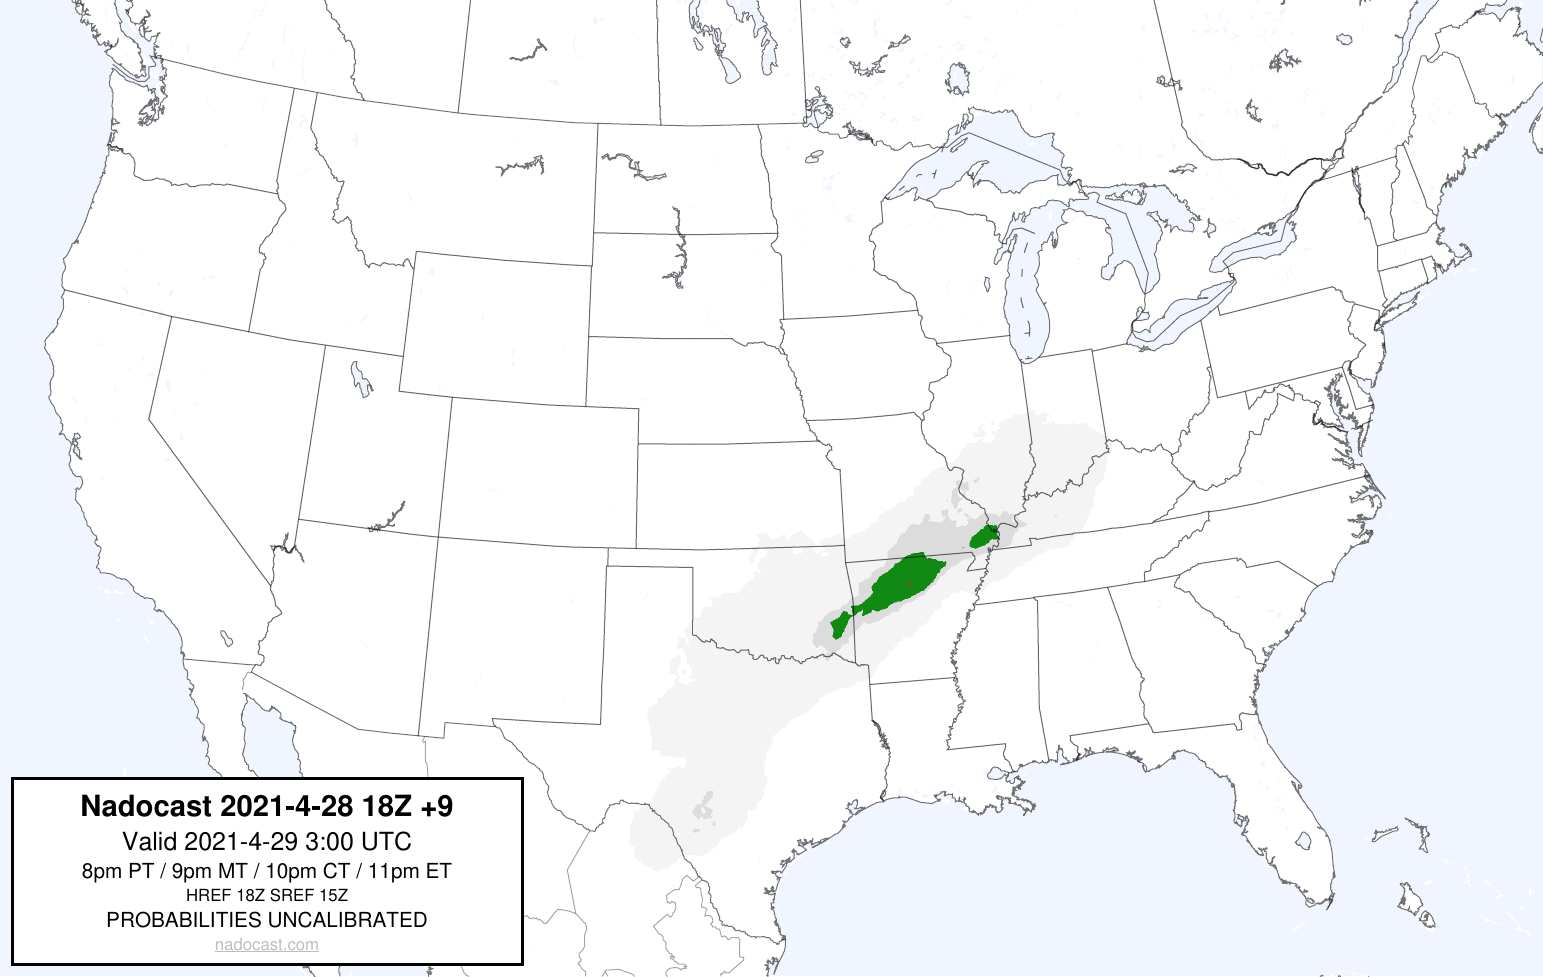 Nadocast 2021-4-28 18Z +9
Valid 2021-4-29 3:00 UTC
8pm PT / 9pm MT / 10pm CT / 11pm ET
HREF 18Z SREF 15Z
PROBABILITIES UNCALIBRATED
nadocast.com